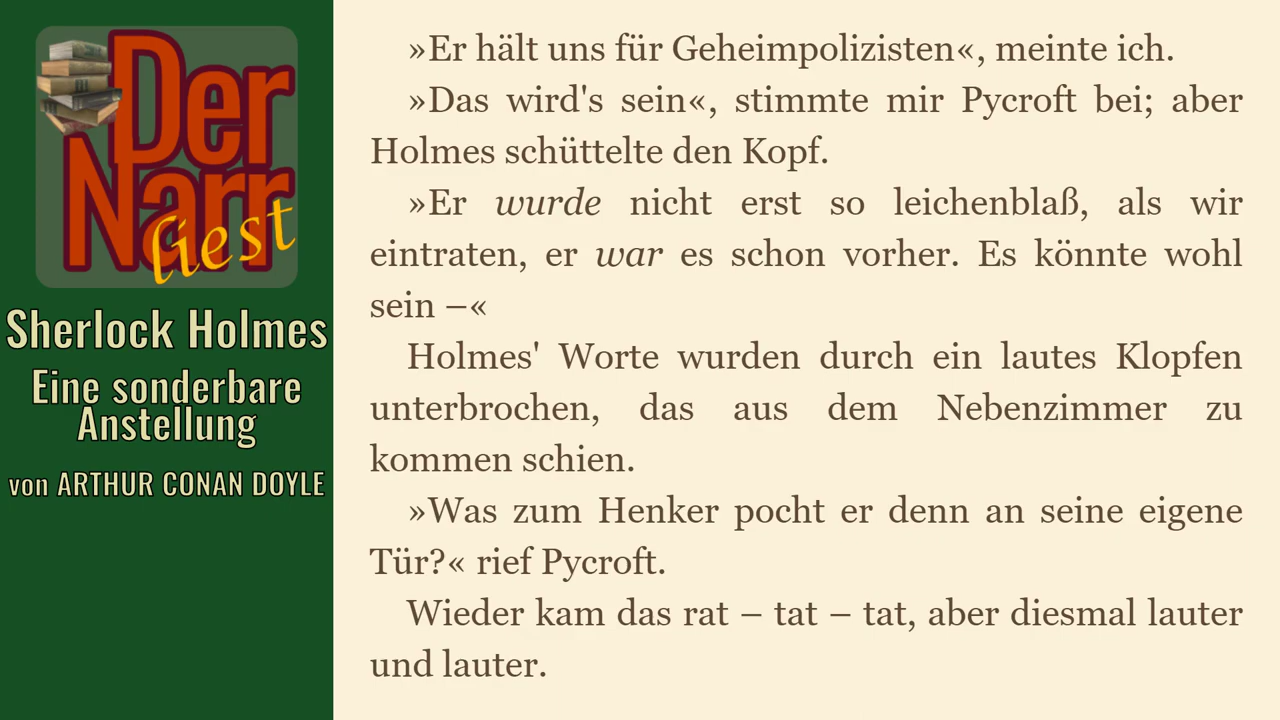 Der
Narr
liest
Sherlock Holmes
Eine sonderbare
Anstellung
von ARTHUR CONAN DOYLE
»Er hält uns für Geheimpolizisten«, meinte ich.
»Das wird's sein«, stimmte mir Pycroft bei; aber
Holmes schüttelte den Kopf.
»Er wurde nicht erst so leichenblaß, als wir
eintraten, er war es schon vorher. Es könnte wohl
sein –«
Holmes' Worte wurden durch ein lautes Klopfen
unterbrochen, das aus dem Nebenzimmer zu
kommen schien.
»Was zum Henker pocht er denn an seine eigene
Tür?« rief Pycroft.
Wieder kam das rat – tat – tat, aber diesmal lauter
und lauter.